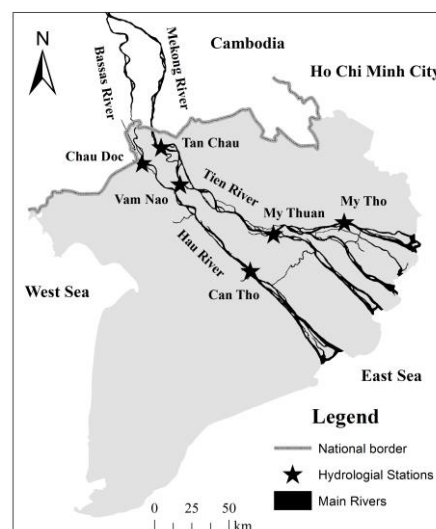 N
Cambodia
Ho Chi Minh City
Bassas River
Mekong River
Tan Chau
Chau Doc
Tien River
Vam Nao
My Thuan
My Tho
Hau River
Can Tho
West Sea
East Sea
Legend
National border
Hydrologial Stations
Main Rivers
0 25 50
km